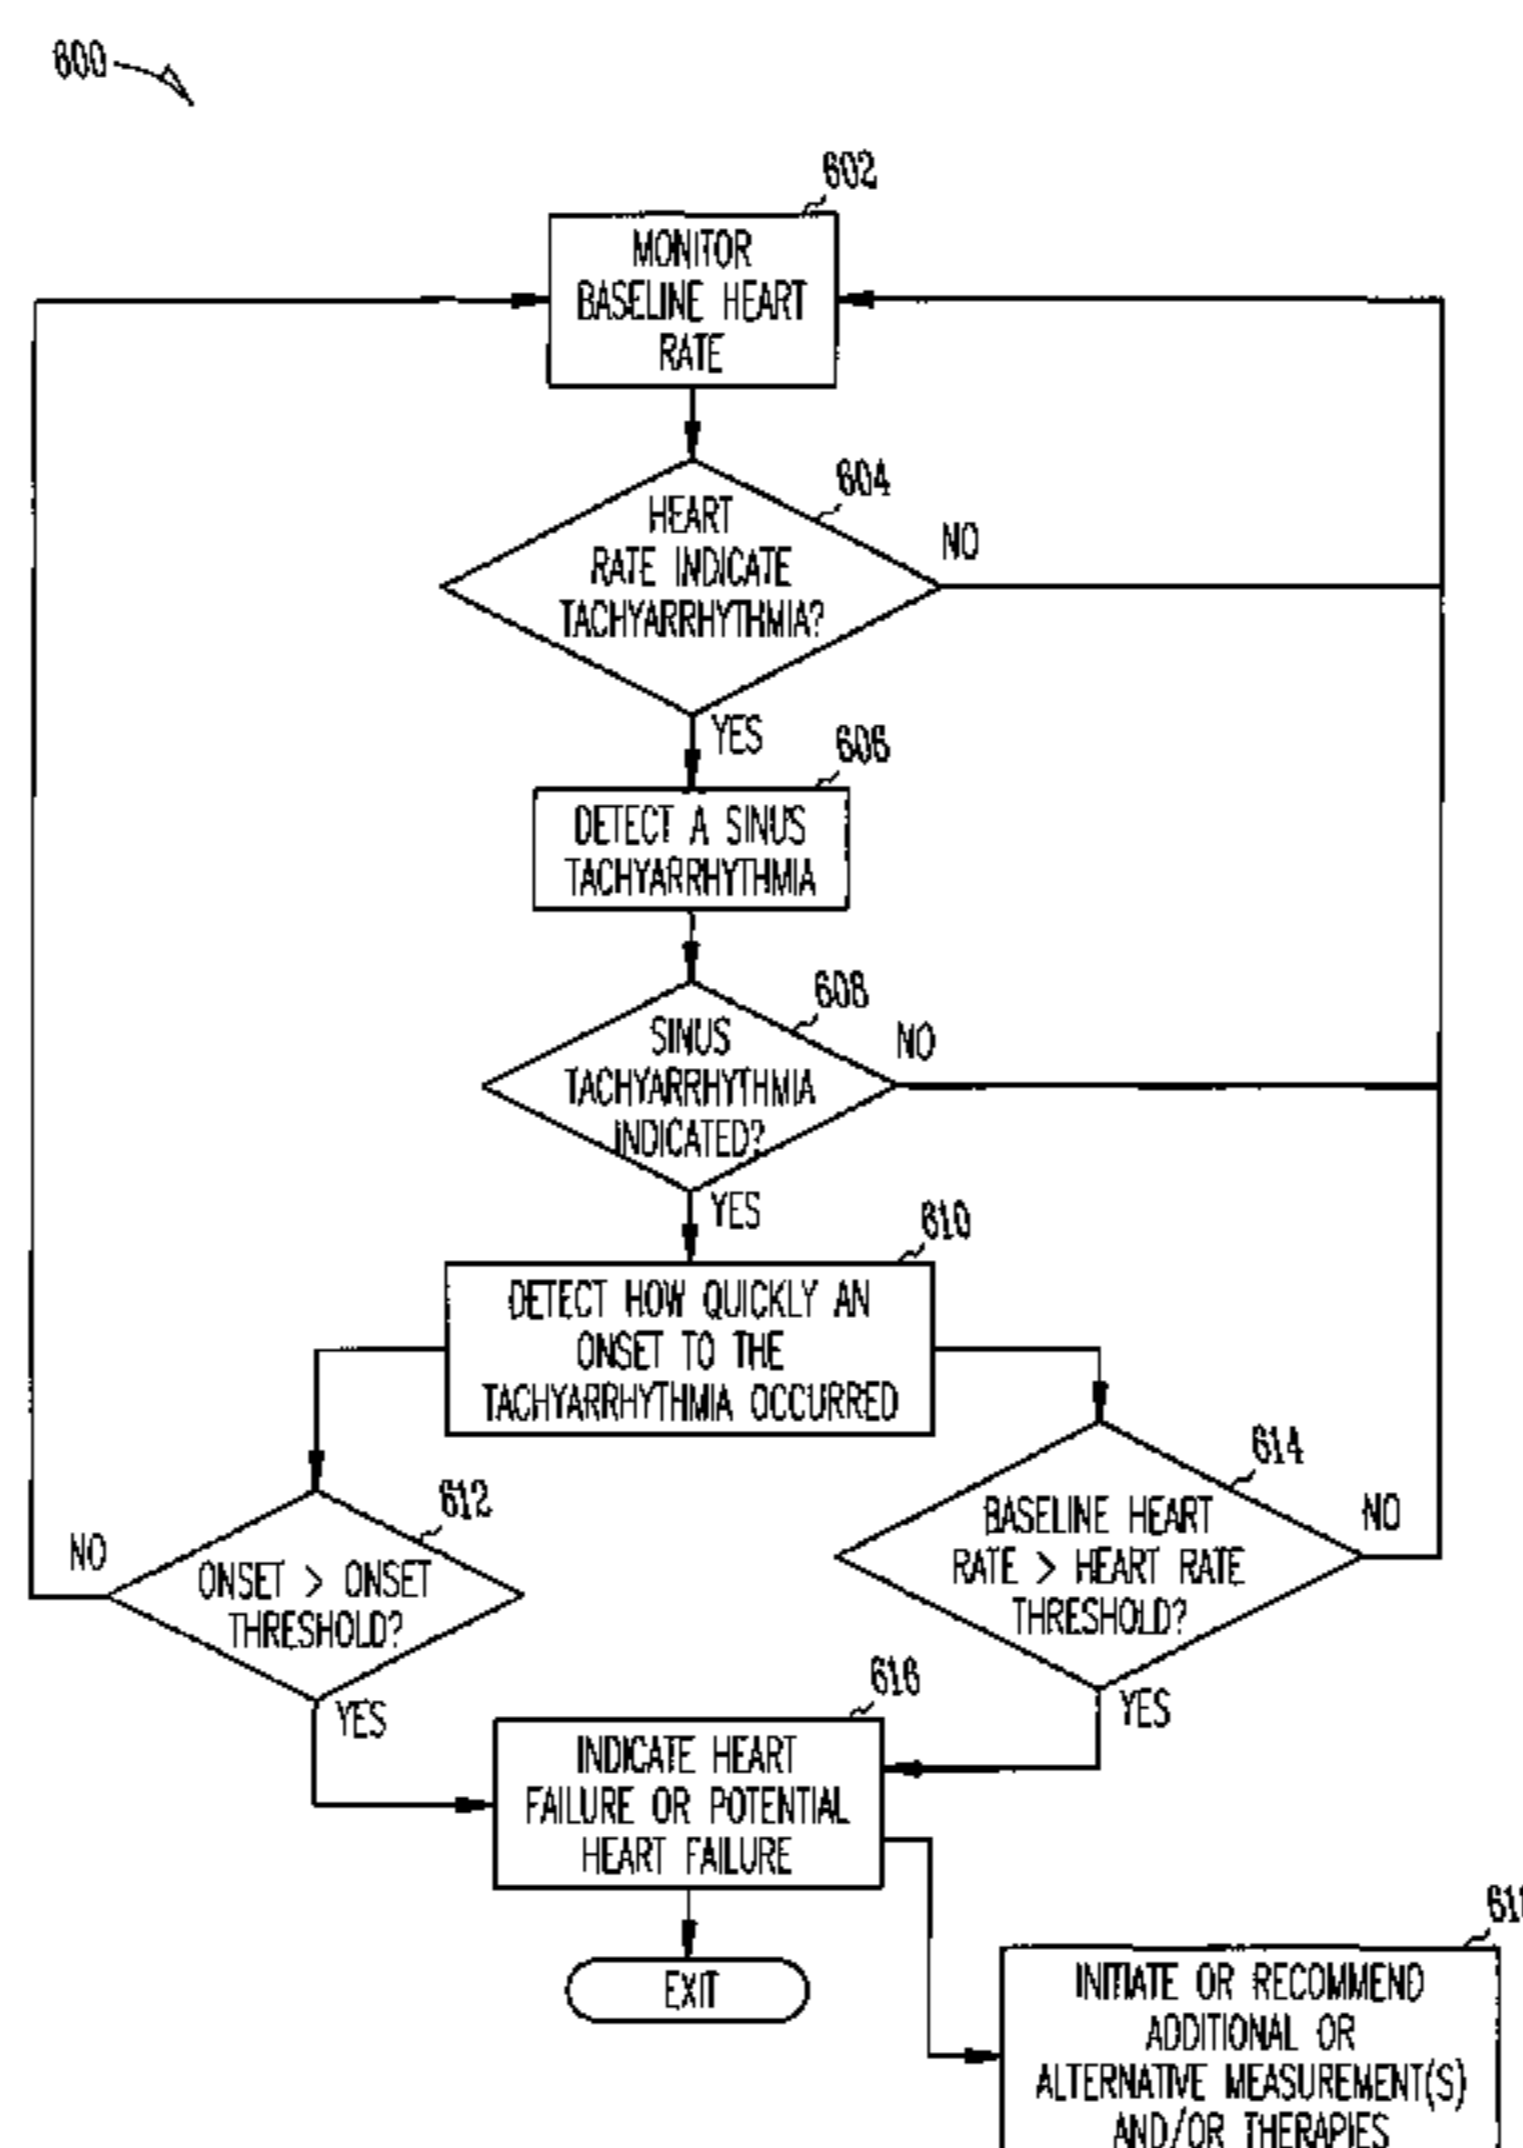 600
602
MONITOR
BASELINE HEART
RATE
604
HEART
RATE INDICATE
TACHYARRHYTHMIA?
NO
YES
606
DETECT A SINUS
TACHYARRHYTHMIA
608
SINUS
TACHYARRHYTHMIA
INDICATED?
NO
YES
610
DETECT HOW QUICKLY AN
ONSET TO THE
TACHYARRHYTHMIA OCCURRED
612
NO
ONSET > ONSET
THRESHOLD?
YES
614
BASELINE HEART
RATE > HEART RATE
THRESHOLD?
NO
YES
616
INDICATE HEART
FAILURE OR POTENTIAL
HEART FAILURE
EXIT
INITIATE OR RECOMMEND
ADDITIONAL OR
ALTERNATIVE MEASUREMENT(S)
AND/OR THERAPIES